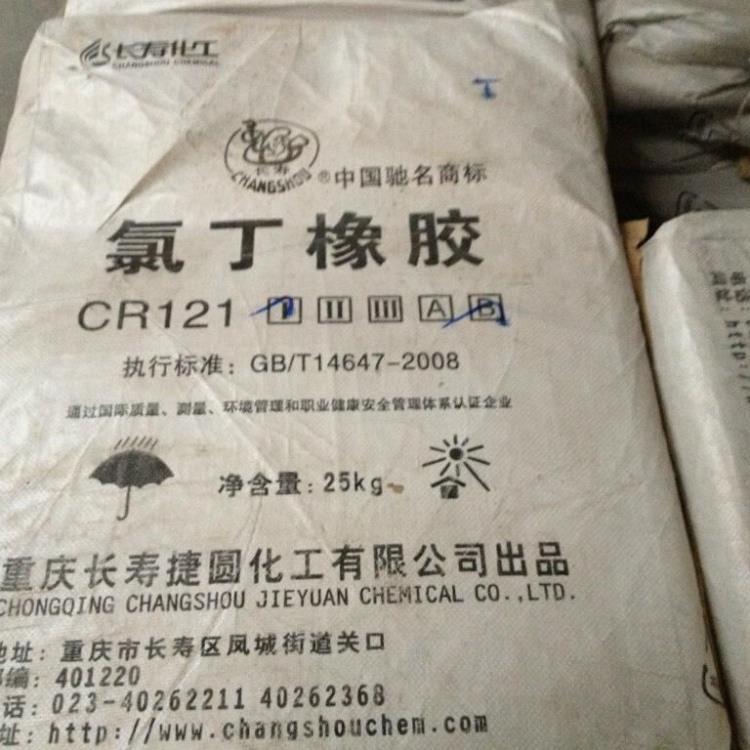 长寿化工
CHANGSHOU CHEMICAL
T
长寿
CHANGSHOU
®中国驰名商标
氯丁橡胶
CR121 I II III A B
执行标准：GB/T14647-2008
通过国际质量、测量、环境管理和职业健康安全管理体系认证企业
净含量：25kg
重庆长寿捷圆化工有限公司出品
CHONGQING CHANGSHOU JIEYUAN CHEMICAL CO.,LTD.
地址：重庆市长寿区凤城街道关口
邮编：401220
话：023-40262211 40262368
址：http://www.changshouchem.com
http:/